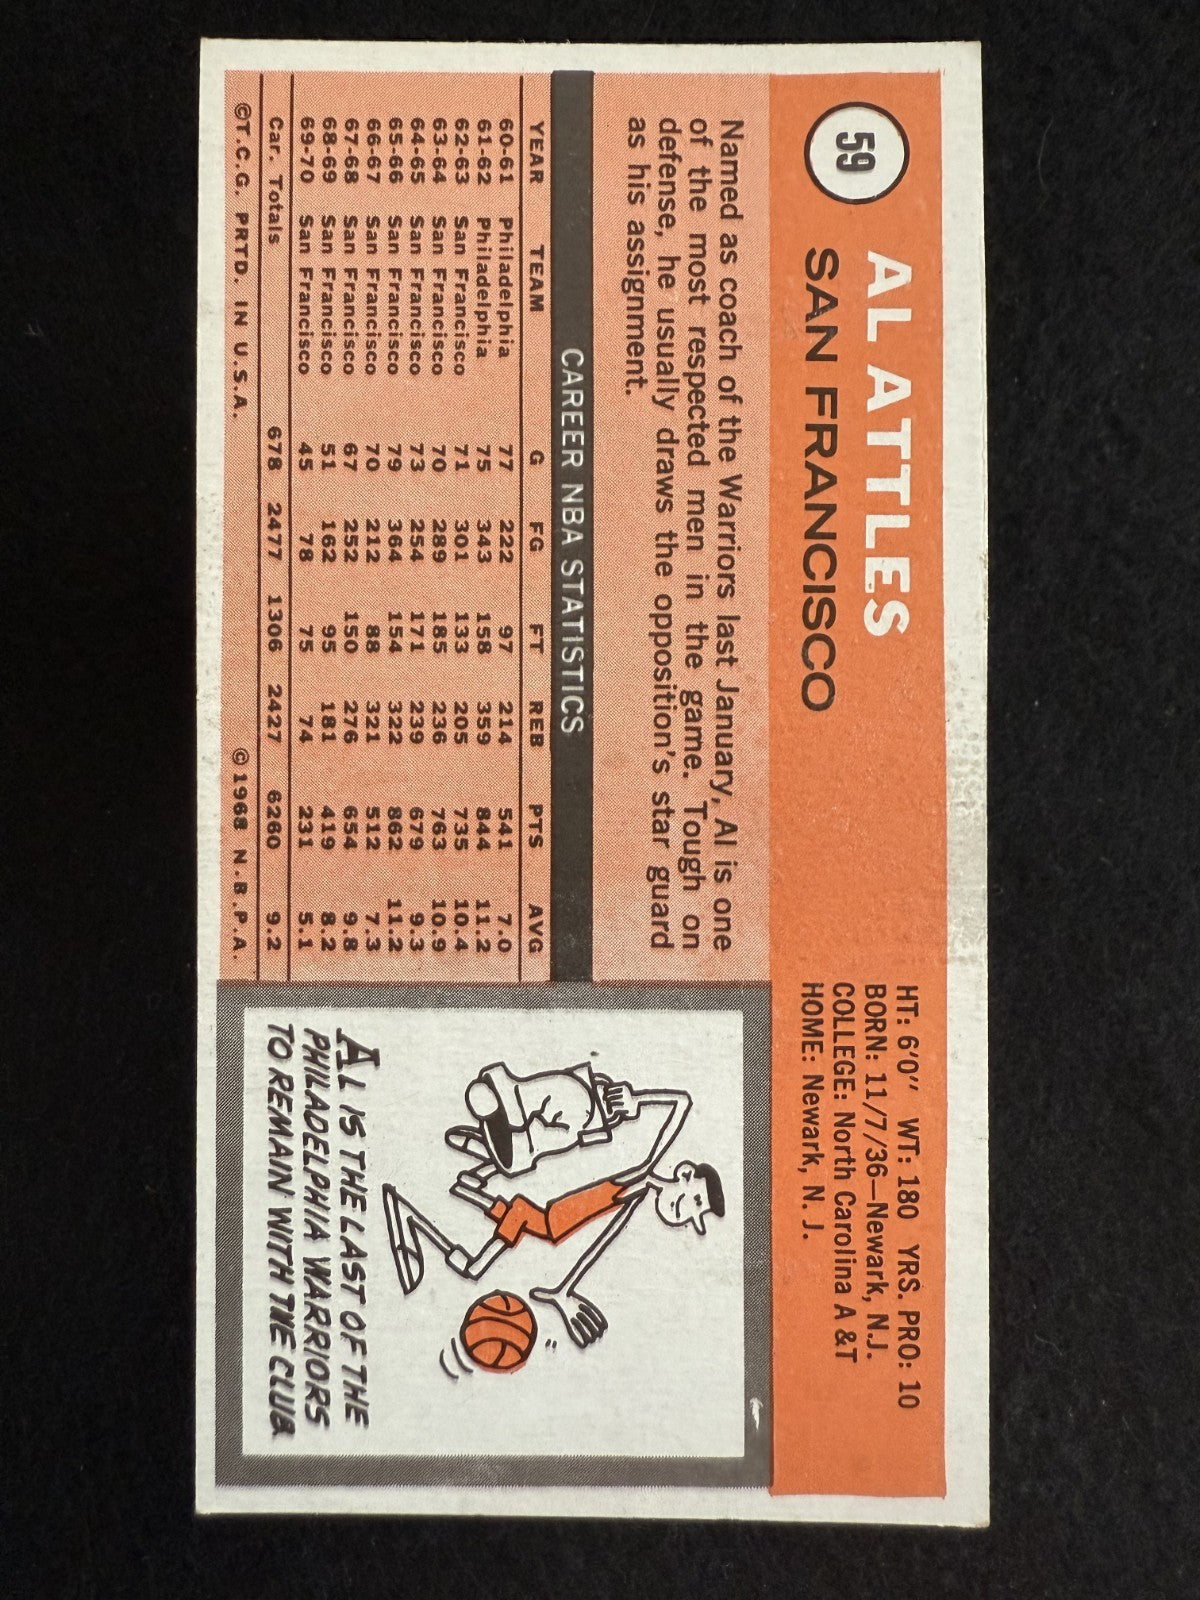 59
AL ATTLES
SAN FRANCISCO
HT: 6'0" WT: 180 YRS. PRO: 10
BORN: 11/7/36—Newark, N.J.
COLLEGE: North Carolina A & T
HOME: Newark, N. J.
Named as coach of the Warriors last January, Al is one
of the most respected men in the game. Tough on
defense, he usually draws the opposition's star guard
as his assignment.
CAREER NBA STATISTICS
YEAR TEAM G FG FT REB PTS AVG
60-61 Philadelphia 77 222 97 214 541 7.0
61-62 Philadelphia 75 343 158 359 844 11.2
62-63 San Francisco 71 301 133 205 735 10.4
63-64 San Francisco 70 289 185 236 763 10.9
64-65 San Francisco 73 254 171 239 679 9.3
65-66 San Francisco 79 364 154 322 862 11.2
66-67 San Francisco 70 212 88 321 512 7.3
67-68 San Francisco 67 252 150 276 654 9.8
68-69 San Francisco 51 162 95 181 419 8.2
69-70 San Francisco 45 78 75 74 231 5.1
Car. Totals 678 2477 1306 2427 6260 9.2
©T.C.G. PRTD. IN U.S.A. ©1968 N.B.P.A.
AL IS THE LAST OF THE
PHILADELPHIA WARRIORS
TO REMAIN WITH THE CLUB